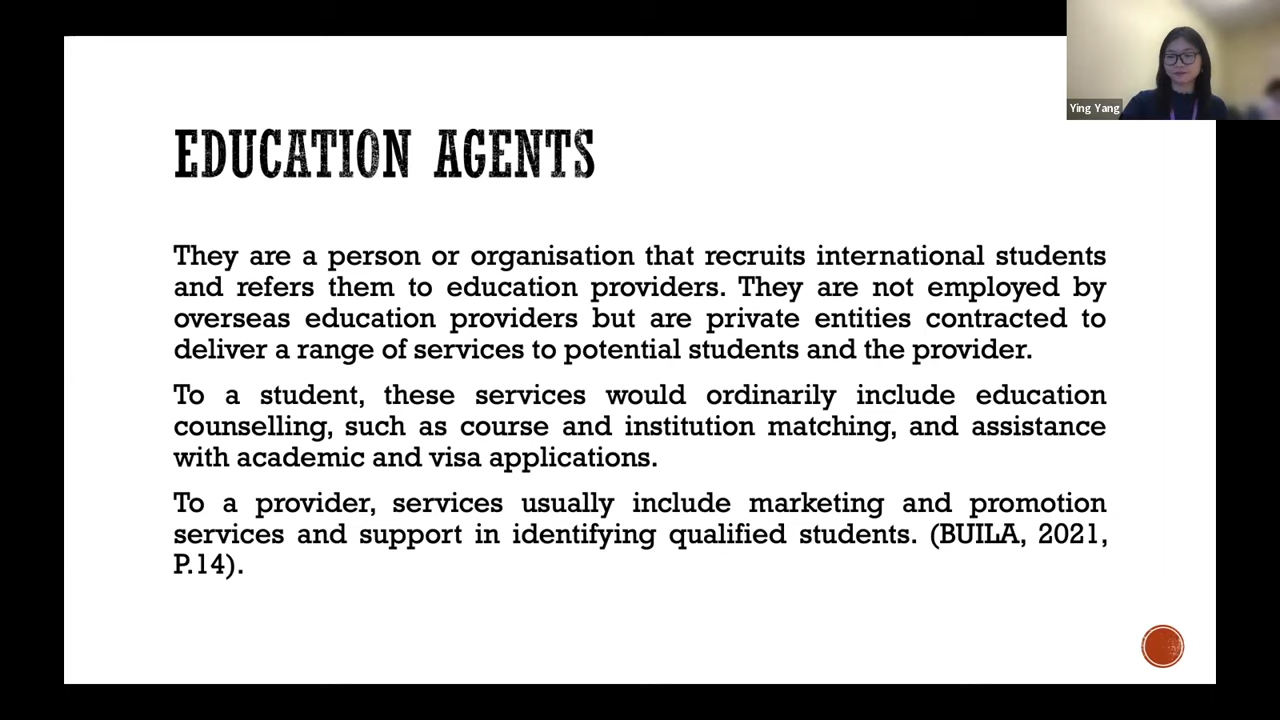 Ying Yang
EDUCATION AGENTS
They are a person or organisation that recruits international students
and refers them to education providers. They are not employed by
overseas education providers but are private entities contracted to
deliver a range of services to potential students and the provider.
To a student, these services would ordinarily include education
counselling, such as course and institution matching, and assistance
with academic and visa applications.
To a provider, services usually include marketing and promotion
services and support in identifying qualified students. (BUILA, 2021,
P.14).